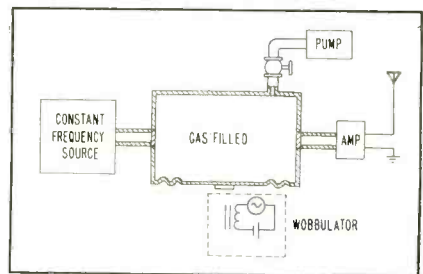 PUMP
CONSTANT
FREQUENCY
SOURCE
GAS FILLED
AMP
WOBBULATOR